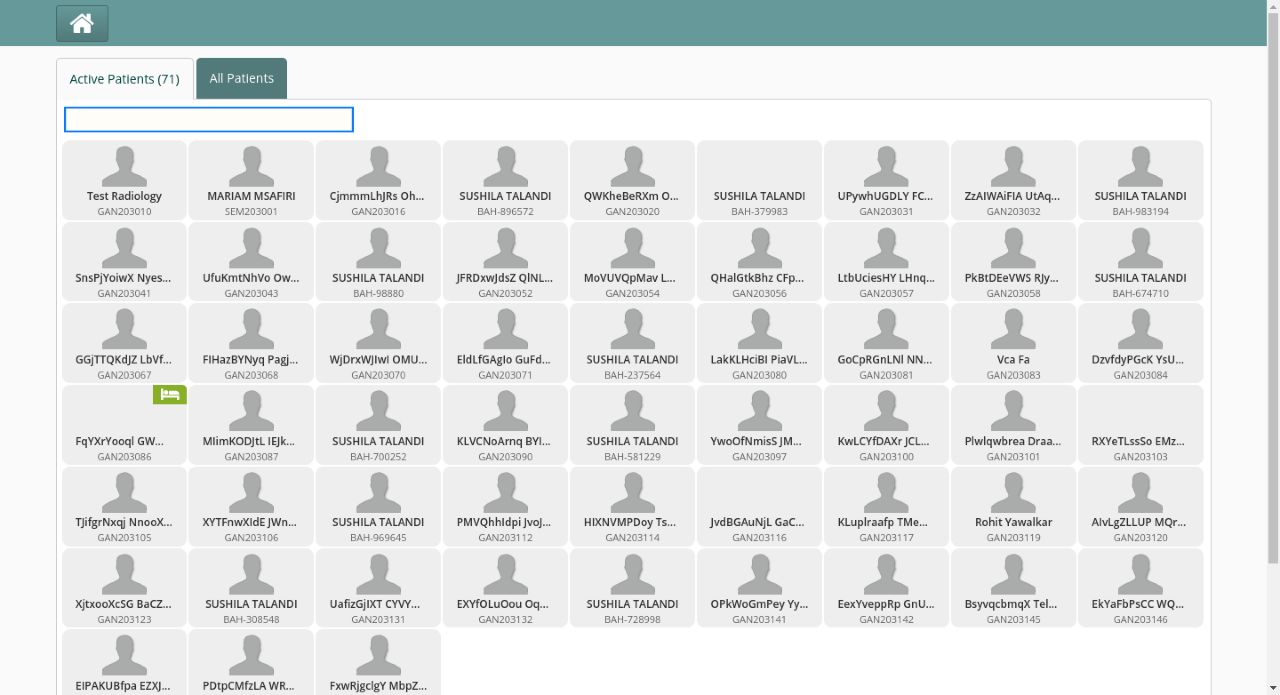 Active Patients (71)
All Patients
Test Radiology
GAN203010
MARIAM MSAFIRI
SEM203001
CjmmmLhJRs Oh...
GAN203016
SUSHILA TALANDI
BAH-896572
QWKheBeRXm O...
GAN203020
SUSHILA TALANDI
BAH-379983
UPywhUGDLY FC...
GAN203031
ZzAIWAiFIA UtAq...
GAN203032
SUSHILA TALANDI
BAH-983194
SnsPjYoiwX Nyes...
GAN203041
UfuKmtNhVo Ow...
GAN203043
SUSHILA TALANDI
BAH-98880
JFRDxwJdsZ QlNL...
GAN203052
MoVUVQpMav L...
GAN203054
QHalGtkBhz CFp...
GAN203056
LtbUciesHY LHnq...
GAN203057
PkBtDEeVWS RJy...
GAN203058
SUSHILA TALANDI
BAH-674710
GGjTTQKdJZ LbVf...
GAN203067
FIHazBYNyq Pagj...
GAN203068
WjDrxWJIwI OMU...
GAN203070
EldLfGAgIo GuFd...
GAN203071
SUSHILA TALANDI
BAH-237564
LakKLHciBI PiaVL...
GAN203080
GoCpRGnLNl NN...
GAN203081
Vca Fa
GAN203083
DzvfdyPGcK YsU...
GAN203084
FqYXrYooql GW...
GAN203086
MIimKODJtL IEJk...
GAN203087
SUSHILA TALANDI
BAH-700252
KLVCNoArnq BYI...
GAN203090
SUSHILA TALANDI
BAH-581229
YwoOfNmisS JM...
GAN203097
KwLCYfDAXr JCL...
GAN203100
Plwlqwbrea Draa...
GAN203101
RXYeTLssSo EMz...
GAN203103
TJifgrNxqj NnooX...
GAN203105
XYTFnwXIdE JWn...
GAN203106
SUSHILA TALANDI
BAH-969645
PMVQhhIdpi JvoJ...
GAN203112
HIXNVMPDoy Ts...
GAN203114
JvdBGAuNjL GaC...
GAN203116
KLuplraafp TMe...
GAN203117
Rohit Yawalkar
GAN203119
AIvLgZLLUP MQr...
GAN203120
XjtxooXcSG BaCZ...
GAN203123
SUSHILA TALANDI
BAH-308548
UafizGjIXT CYVY...
GAN203131
EXYfOLuOou Oq...
GAN203132
SUSHILA TALANDI
BAH-728998
OPkWoGmPey Yy...
GAN203141
EexYveppRp GnU...
GAN203142
BsyvqcbmqX Tel...
GAN203145
EkYaFbPsCC WQ...
GAN203146
EIPAKUBfpa EZXJ...
PDtpCMfzLA WR...
FxwRjgclgY MbpZ...